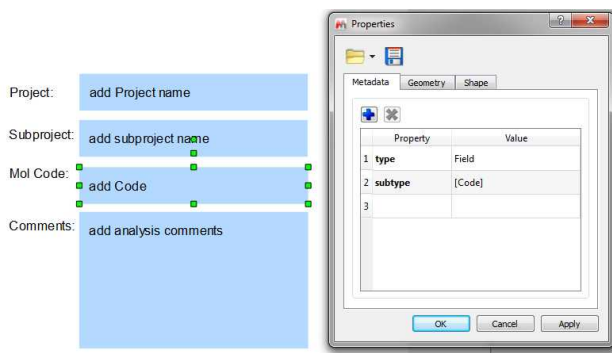 Project:
add Project name
Subproject:
add subproject name
Mol Code:
add Code
Comments:
add analysis comments
Properties
Metadata Geometry Shape
Property Value
1 type Field
2 subtype [Code]
3
OK Cancel Apply